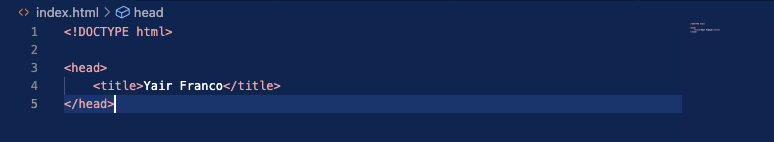 index.html > head
1 <!DOCTYPE html>
2
3 <head>
4     <title>Yair Franco</title>
5 </head>